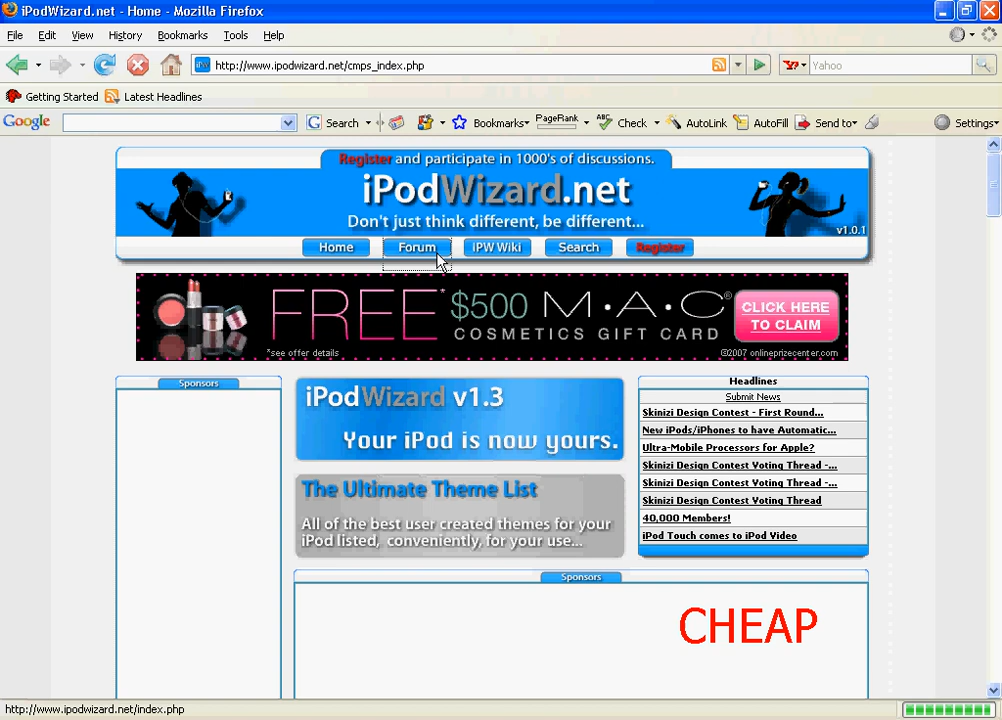 iPodWizard.net - Home - Mozilla Firefox
File Edit View History Bookmarks Tools Help
http://www.ipodwizard.net/cmps_index.php
Yahoo
Getting Started Latest Headlines
Google
G Search
Bookmarks
PageRank
ABC Check
AutoLink
AutoFill
Send to
Settings
Register and participate in 1000's of discussions.
iPodWizard.net
Don't just think different, be different...
v1.0.1
Home Forum iPW Wiki Search Register
FREE* $500 M·A·C®
COSMETICS GIFT CARD
CLICK HERE
TO CLAIM
*see offer details
©2007 onlineprizecenter.com
Sponsors
iPodWizard v1.3
Your iPod is now yours.
The Ultimate Theme List
All of the best user created themes for your
iPod listed, conveniently, for your use...
Headlines
Submit News
Skinizi Design Contest - First Round...
New iPods/iPhones to have Automatic...
Ultra-Mobile Processors for Apple?
Skinizi Design Contest Voting Thread -...
Skinizi Design Contest Voting Thread -...
Skinizi Design Contest Voting Thread
40,000 Members!
iPod Touch comes to iPod Video
Sponsors
CHEAP
http://www.ipodwizard.net/index.php